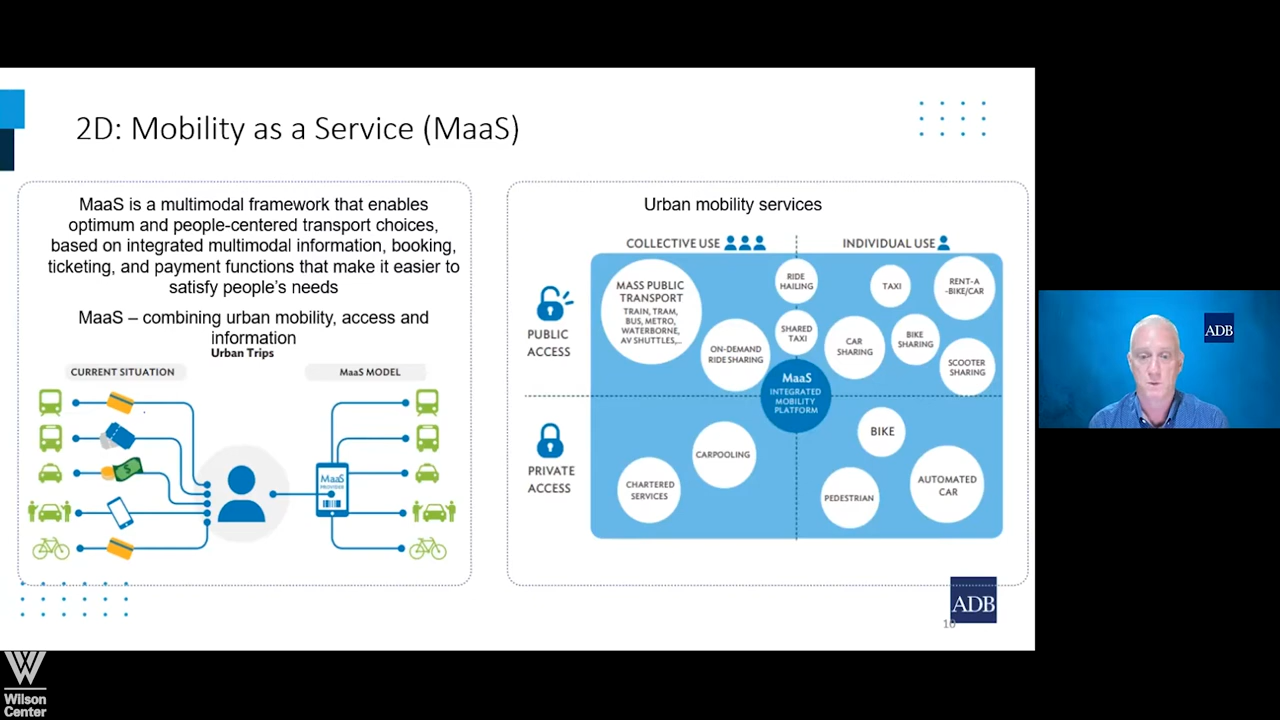 2D: Mobility as a Service (MaaS)
MaaS is a multimodal framework that enables
optimum and people-centered transport choices,
based on integrated multimodal information, booking,
ticketing, and payment functions that make it easier to
satisfy people's needs
MaaS – combining urban mobility, access and
information
Urban Trips
CURRENT SITUATION
MaaS MODEL
MaaS
PROVIDER
Urban mobility services
COLLECTIVE USE
INDIVIDUAL USE
PUBLIC
ACCESS
MASS PUBLIC
TRANSPORT
TRAIN, TRAM,
BUS, METRO,
WATERBORNE,
AV SHUTTLES,...
ON-DEMAND
RIDE SHARING
RIDE
HAILING
SHARED
TAXI
CAR
SHARING
TAXI
BIKE
SHARING
RENT-A
-BIKE/CAR
SCOOTER
SHARING
MaaS
INTEGRATED
MOBILITY
PLATFORM
PRIVATE
ACCESS
CHARTERED
SERVICES
CARPOOLING
BIKE
PEDESTRIAN
AUTOMATED
CAR
ADB
ADB
Wilson
Center